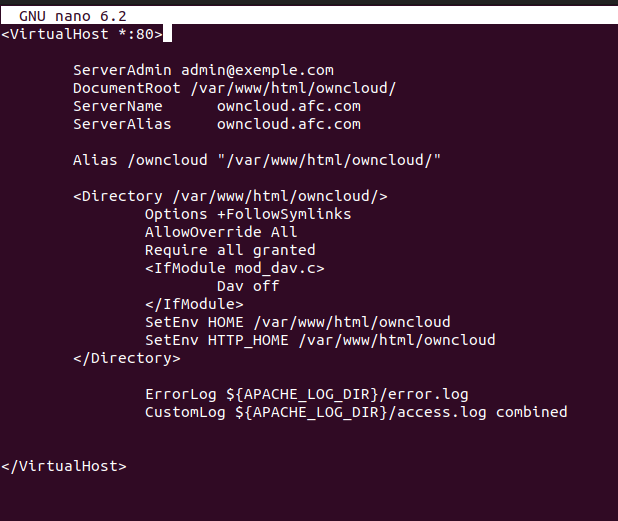 GNU nano 6.2
<VirtualHost *:80>
ServerAdmin admin@exemple.com
DocumentRoot /var/www/html/owncloud/
ServerName owncloud.afc.com
ServerAlias owncloud.afc.com
Alias /owncloud "/var/www/html/owncloud/"
<Directory /var/www/html/owncloud/>
Options +FollowSymlinks
AllowOverride All
Require all granted
<IfModule mod_dav.c>
Dav off
</IfModule>
SetEnv HOME /var/www/html/owncloud
SetEnv HTTP_HOME /var/www/html/owncloud
</Directory>
ErrorLog ${APACHE_LOG_DIR}/error.log
CustomLog ${APACHE_LOG_DIR}/access.log combined
</VirtualHost>